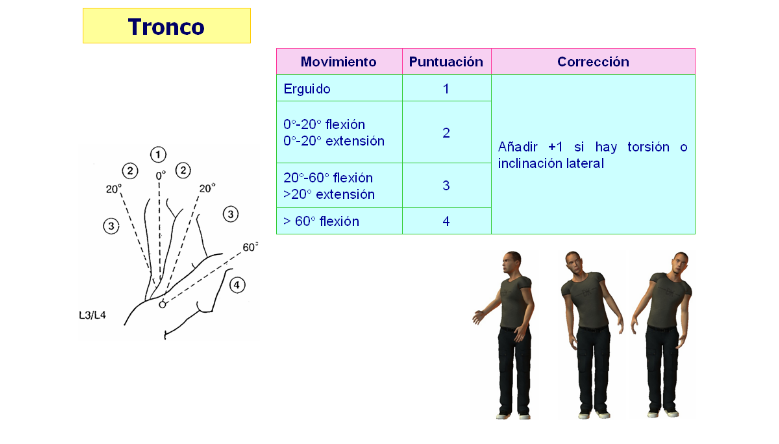 Tronco
Movimiento Puntuación Corrección
Erguido 1
0°-20° flexión
0°-20° extensión
2
20°-60° flexión
>20° extensión
3
> 60° flexión 4
Añadir +1 si hay torsión o
inclinación lateral
1
2 0° 2
20° 20°
3 3
60°
4
L3/L4